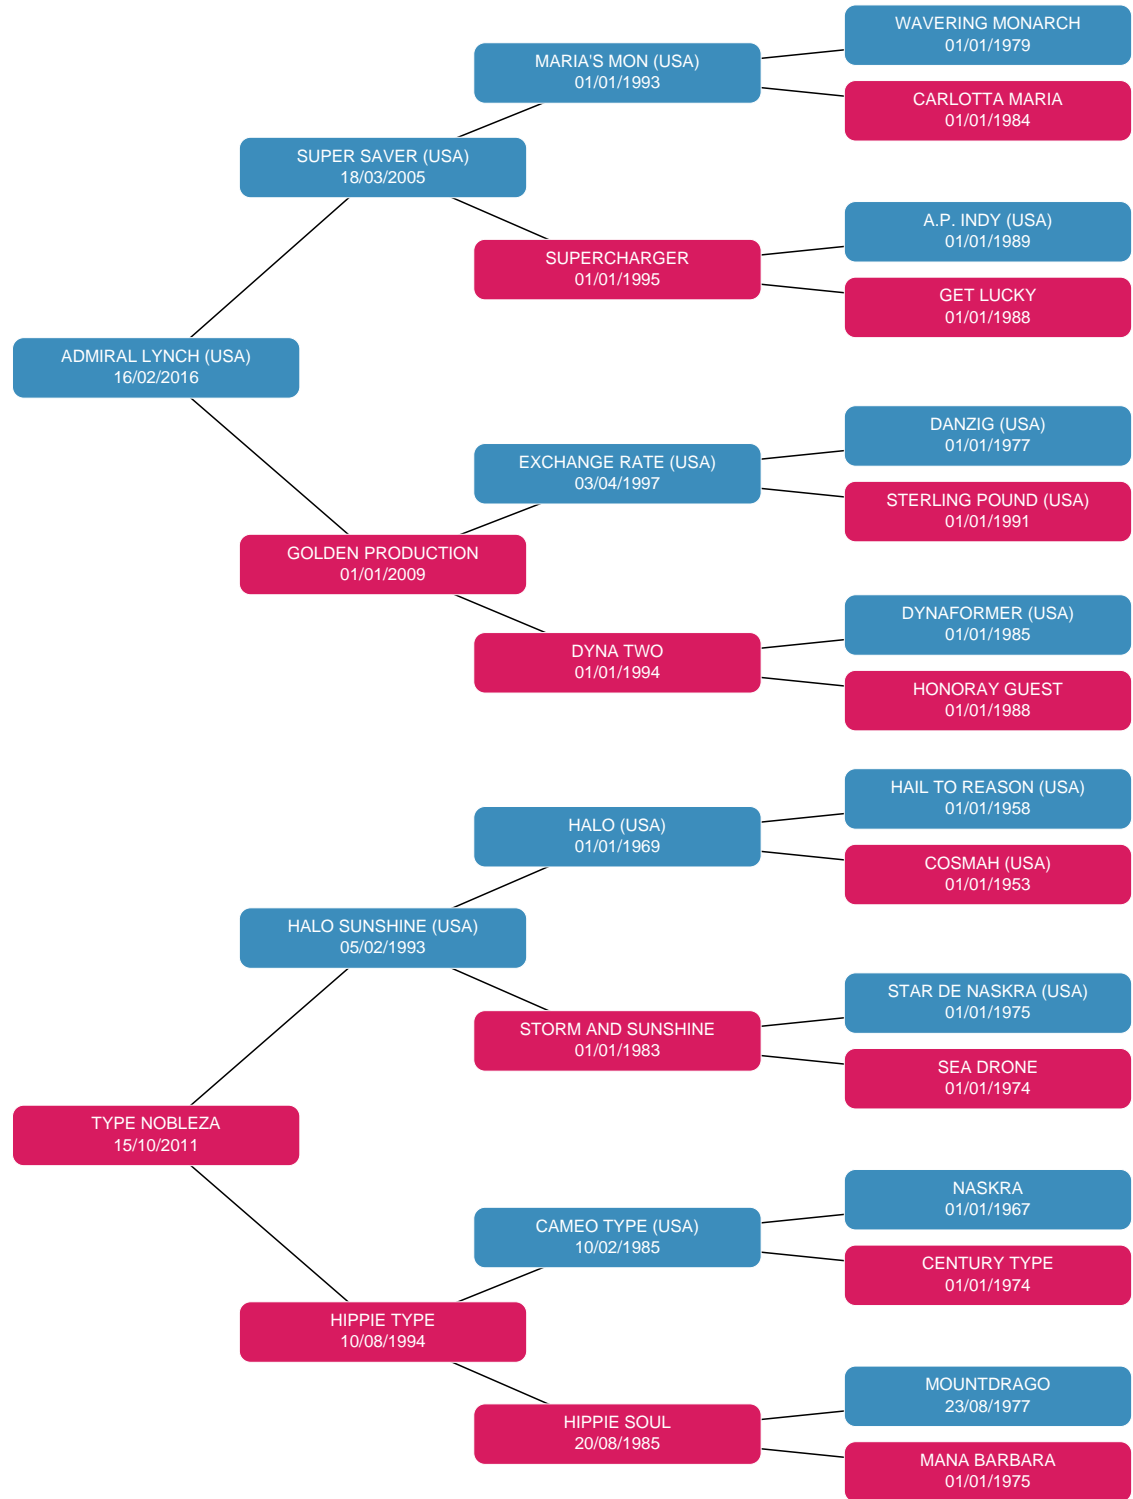 WAVERING MONARCH
01/01/1979
MARIA'S MON (USA)
01/01/1993
CARLOTTA MARIA
01/01/1984
SUPER SAVER (USA)
18/03/2005
A.P. INDY (USA)
01/01/1989
SUPERCHARGER
01/01/1995
GET LUCKY
01/01/1988
ADMIRAL LYNCH (USA)
16/02/2016
DANZIG (USA)
01/01/1977
EXCHANGE RATE (USA)
03/04/1997
STERLING POUND (USA)
01/01/1991
GOLDEN PRODUCTION
01/01/2009
DYNAFORMER (USA)
01/01/1985
DYNA TWO
01/01/1994
HONORAY GUEST
01/01/1988
HAIL TO REASON (USA)
01/01/1958
HALO (USA)
01/01/1969
COSMAH (USA)
01/01/1953
HALO SUNSHINE (USA)
05/02/1993
STAR DE NASKRA (USA)
01/01/1975
STORM AND SUNSHINE
01/01/1983
SEA DRONE
01/01/1974
TYPE NOBLEZA
15/10/2011
NASKRA
01/01/1967
CAMEO TYPE (USA)
10/02/1985
CENTURY TYPE
01/01/1974
HIPPIE TYPE
10/08/1994
MOUNTDRAGO
23/08/1977
HIPPIE SOUL
20/08/1985
MANA BARBARA
01/01/1975